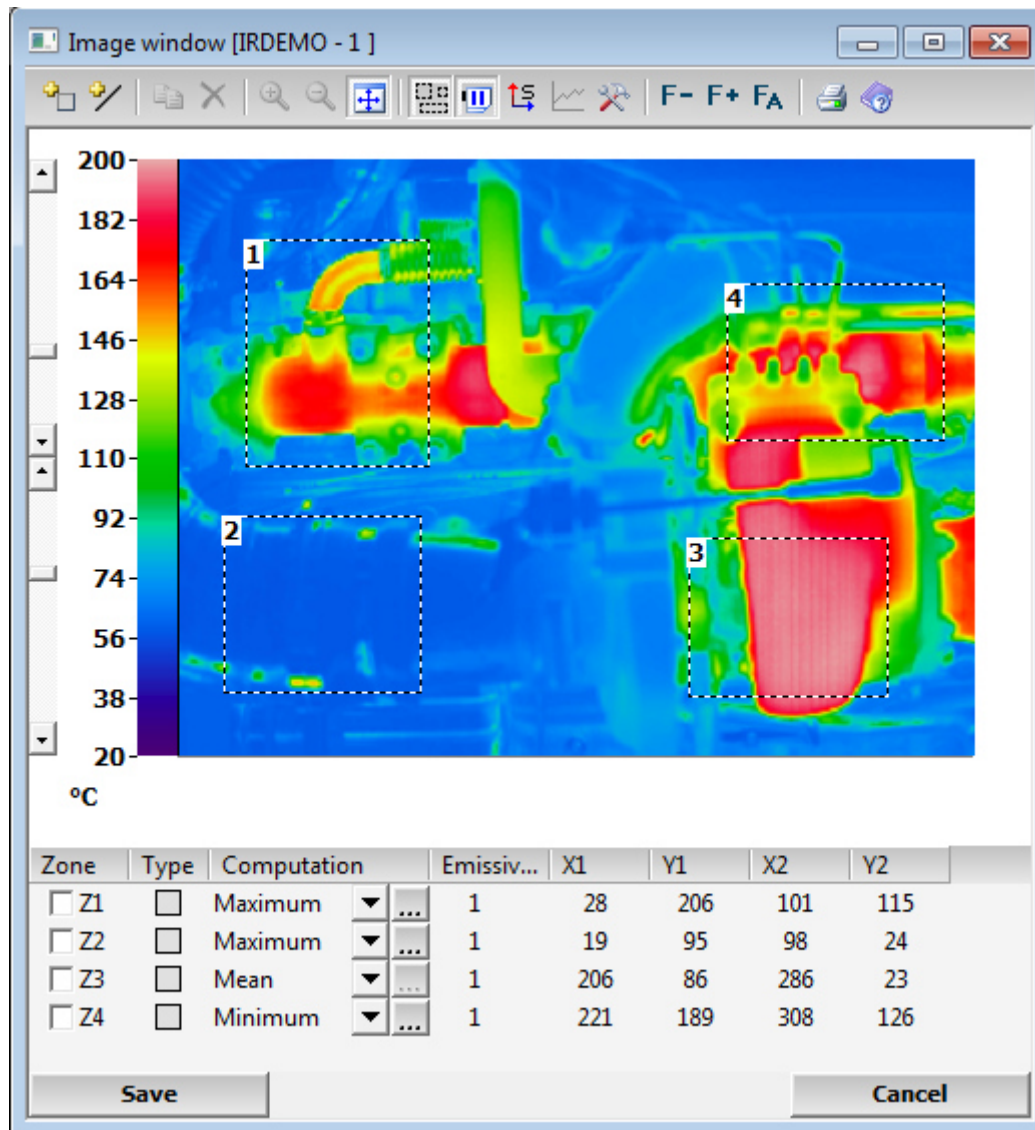 Image window [IRDEMO - 1 ]
F- F+ FA
200
182
164
146
128
110
92
74
56
38
20
ºC
1
4
2
3
Zone Type Computation Emissiv... X1 Y1 X2 Y2
Z1 Maximum ... 1 28 206 101 115
Z2 Maximum ... 1 19 95 98 24
Z3 Mean ... 1 206 86 286 23
Z4 Minimum ... 1 221 189 308 126
Save Cancel